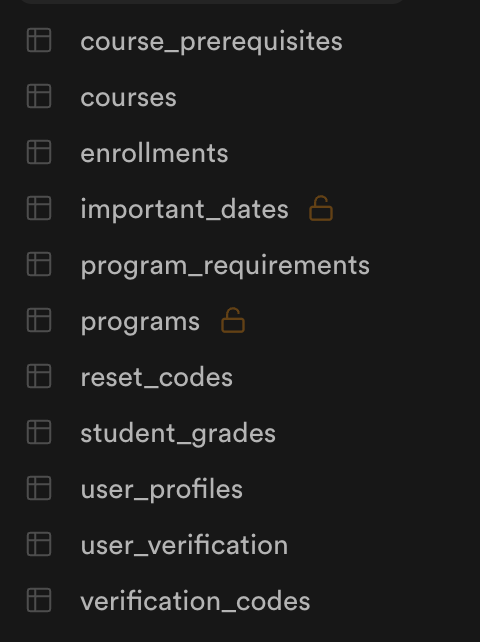 course_prerequisites
courses
enrollments
important_dates
program_requirements
programs
reset_codes
student_grades
user_profiles
user_verification
verification_codes